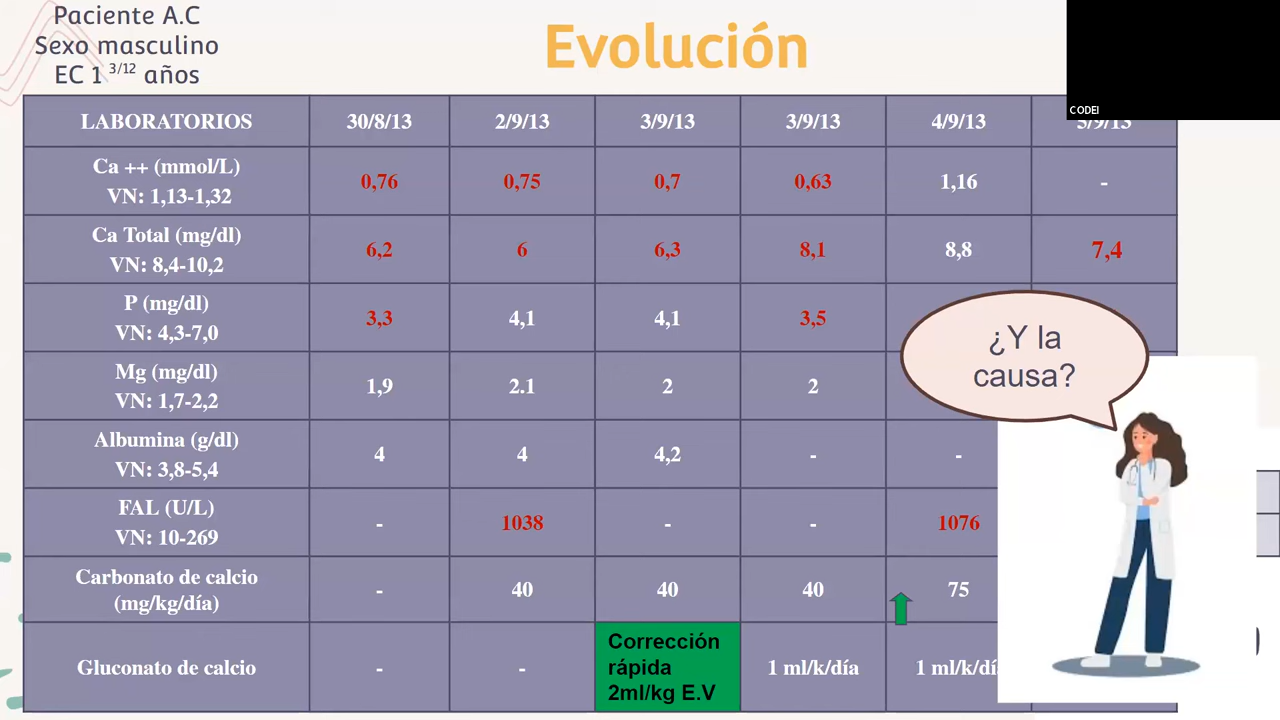 Paciente A.C
Sexo masculino
EC 1 3/12 años
Evolución
CODEI
LABORATORIOS 30/8/13 2/9/13 3/9/13 3/9/13 4/9/13 5/9/13
Ca ++ (mmol/L)
VN: 1,13-1,32
0,76 0,75 0,7 0,63 1,16 -
Ca Total (mg/dl)
VN: 8,4-10,2
6,2 6 6,3 8,1 8,8 7,4
P (mg/dl)
VN: 4,3-7,0
3,3 4,1 4,1 3,5
Mg (mg/dl)
VN: 1,7-2,2
1,9 2.1 2 2
Albumina (g/dl)
VN: 3,8-5,4
4 4 4,2 - -
FAL (U/L)
VN: 10-269
- 1038 - - 1076
Carbonato de calcio
(mg/kg/día)
- 40 40 40 75
Gluconato de calcio
- -
Corrección
rápida
2ml/kg E.V
1 ml/k/día 1 ml/k/dí
¿Y la
causa?